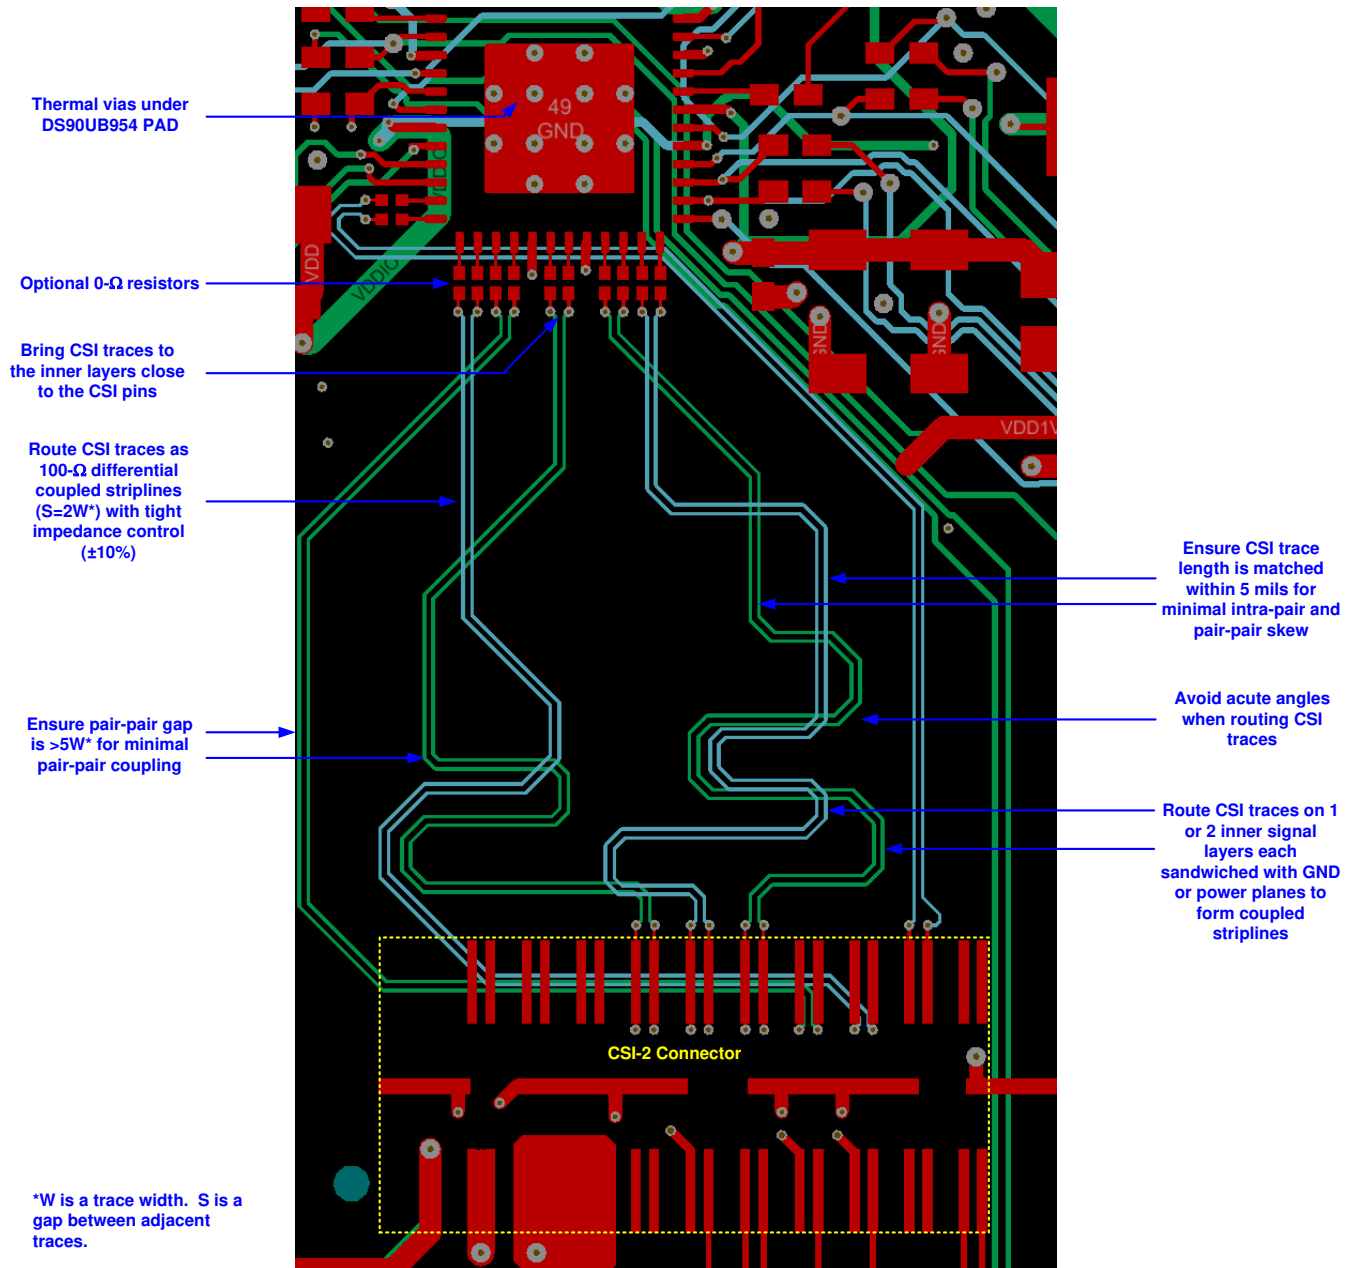 Thermal vias under
DS90UB954 PAD
49
GND
VDDIO
VDD
VDDIO
Optional 0-Ω resistors
Bring CSI traces to
the inner layers close
to the CSI pins
GND
GND
VDD1V
Route CSI traces as
100-Ω differential
coupled striplines
(S=2W*) with tight
impedance control
(±10%)
Ensure CSI trace
length is matched
within 5 mils for
minimal intra-pair and
pair-pair skew
Ensure pair-pair gap
is >5W* for minimal
pair-pair coupling
Avoid acute angles
when routing CSI
traces
Route CSI traces on 1
or 2 inner signal
layers each
sandwiched with GND
or power planes to
form coupled
striplines
CSI-2 Connector
*W is a trace width.  S is a
gap between adjacent
traces.